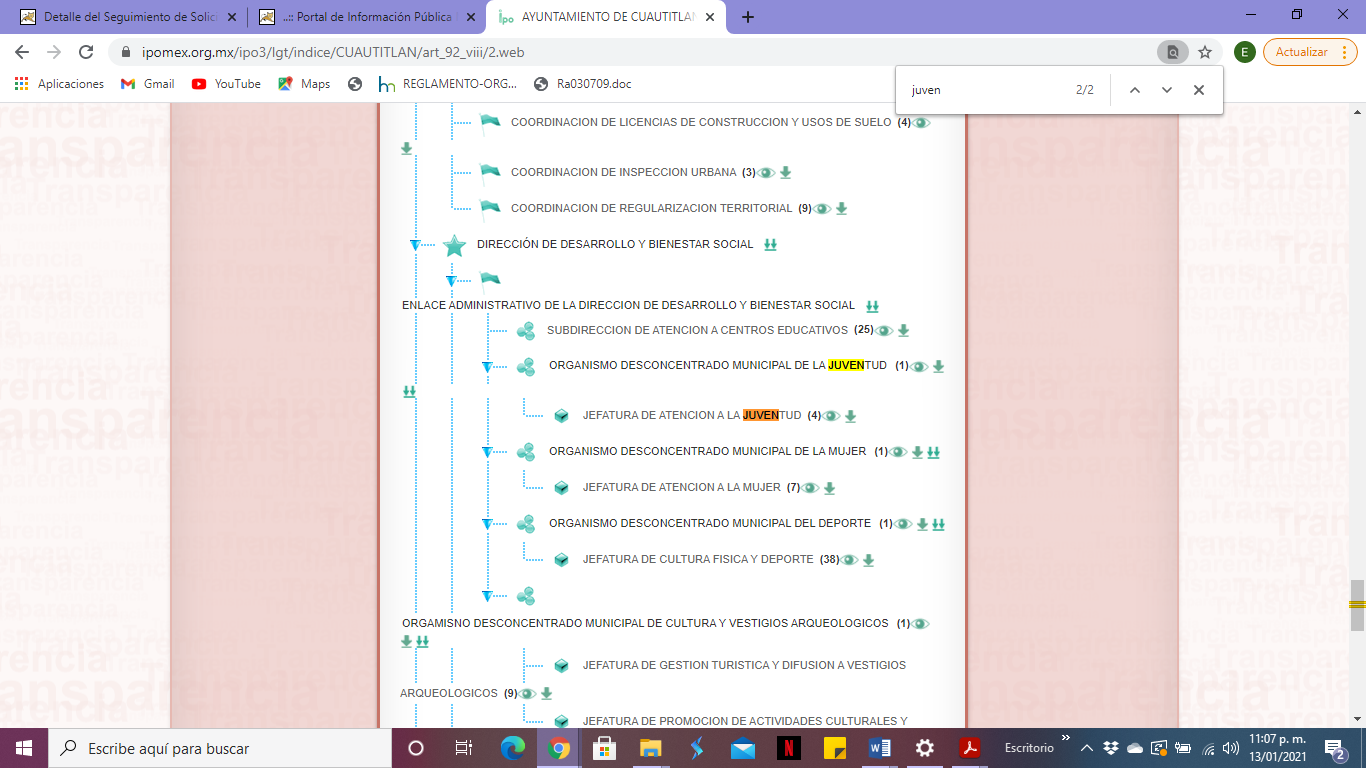 Detalle del Seguimiento de Solici
..:: Portal de Información Pública
ipo
AYUNTAMIENTO DE CUAUTITLAN
ipomex.org.mx/ipo3/lgt/indice/CUAUTITLAN/art_92_viii/2.web
E
Actualizar
Aplicaciones
Gmail
YouTube
Maps
REGLAMENTO-ORG...
Ra030709.doc
juven
2/2
COORDINACION DE LICENCIAS DE CONSTRUCCION Y USOS DE SUELO (4)
COORDINACION DE INSPECCION URBANA (3)
COORDINACION DE REGULARIZACION TERRITORIAL (9)
DIRECCIÓN DE DESARROLLO Y BIENESTAR SOCIAL
ENLACE ADMINISTRATIVO DE LA DIRECCION DE DESARROLLO Y BIENESTAR SOCIAL
SUBDIRECCION DE ATENCION A CENTROS EDUCATIVOS (25)
ORGANISMO DESCONCENTRADO MUNICIPAL DE LA JUVENTUD (1)
JEFATURA DE ATENCION A LA JUVENTUD (4)
ORGANISMO DESCONCENTRADO MUNICIPAL DE LA MUJER (1)
JEFATURA DE ATENCION A LA MUJER (7)
ORGANISMO DESCONCENTRADO MUNICIPAL DEL DEPORTE (1)
JEFATURA DE CULTURA FISICA Y DEPORTE (38)
ORGAMISNO DESCONCENTRADO MUNICIPAL DE CULTURA Y VESTIGIOS ARQUEOLOGICOS (1)
JEFATURA DE GESTION TURISTICA Y DIFUSION A VESTIGIOS
ARQUEOLOGICOS (9)
JEFATURA DE PROMOCION DE ACTIVIDADES CULTURALES Y
Escribe aquí para buscar
Escritorio
11:07 p. m.
13/01/2021
2